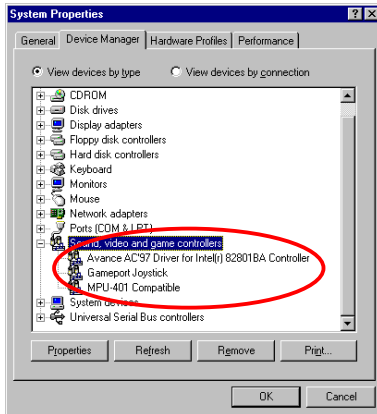 System Properties
General Device Manager Hardware Profiles Performance
View devices by type View devices by connection
CDROM
Disk drives
Display adapters
Floppy disk controllers
Hard disk controllers
Keyboard
Monitors
Mouse
Network adapters
Ports (COM & LPT)
Sound, video and game controllers
Avance AC'97 Driver for Intel(r) 82801BA Controller
Gameport Joystick
MPU-401 Compatible
System devices
Universal Serial Bus controllers
Properties Refresh Remove Print...
OK Cancel